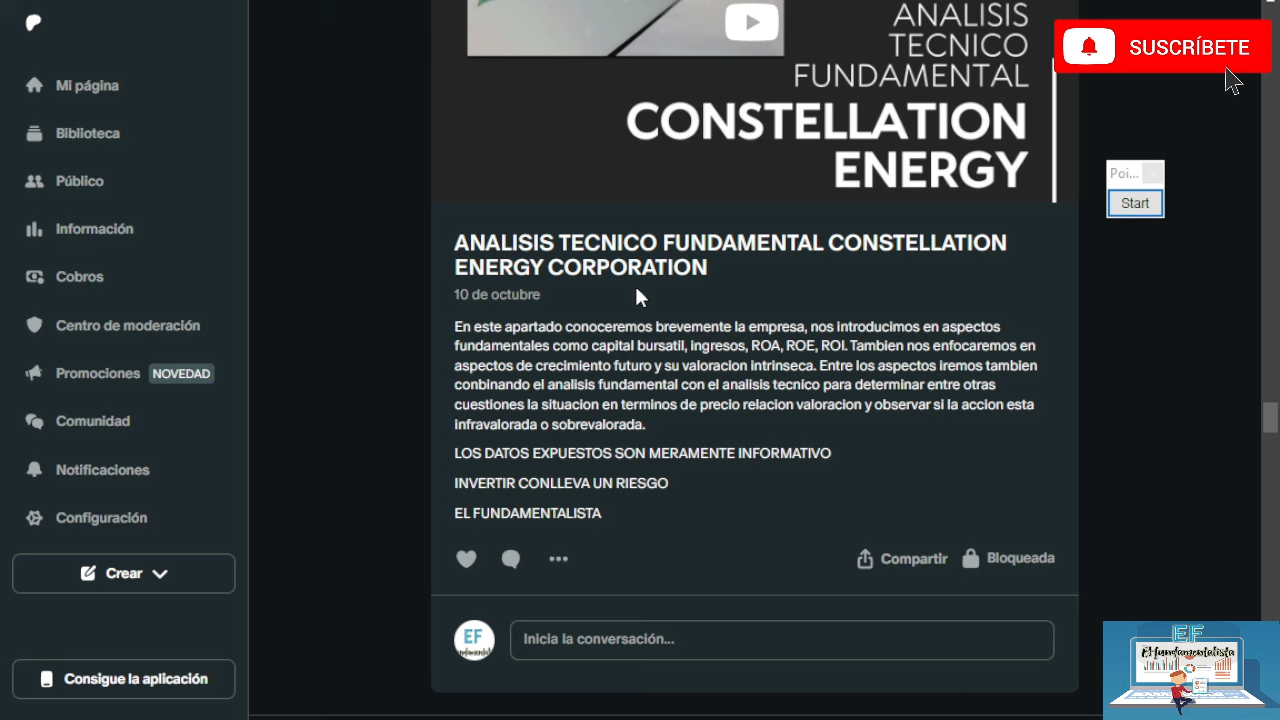 ANALISIS
TECNICO
FUNDAMENTAL
CONSTELLATION
ENERGY
SUSCRÍBETE
Mi página
Biblioteca
Público
Información
Cobros
Centro de moderación
Promociones NOVEDAD
Comunidad
Notificaciones
Configuración
Crear
Consigue la aplicación
Poi...
Start
ANALISIS TECNICO FUNDAMENTAL CONSTELLATION
ENERGY CORPORATION
10 de octubre
En este apartado conoceremos brevemente la empresa, nos introducimos en aspectos
fundamentales como capital bursatil, ingresos, ROA, ROE, ROI. Tambien nos enfocaremos en
aspectos de crecimiento futuro y su valoracion intrinseca. Entre los aspectos iremos tambien
conbinando el analisis fundamental con el analisis tecnico para determinar entre otras
cuestiones la situacion en terminos de precio relacion valoracion y observar si la accion esta
infravalorada o sobrevalorada.
LOS DATOS EXPUESTOS SON MERAMENTE INFORMATIVO
INVERTIR CONLLEVA UN RIESGO
EL FUNDAMENTALISTA
Compartir
Bloqueada
EF
Inicia la conversación...
EF
El fundamentalista